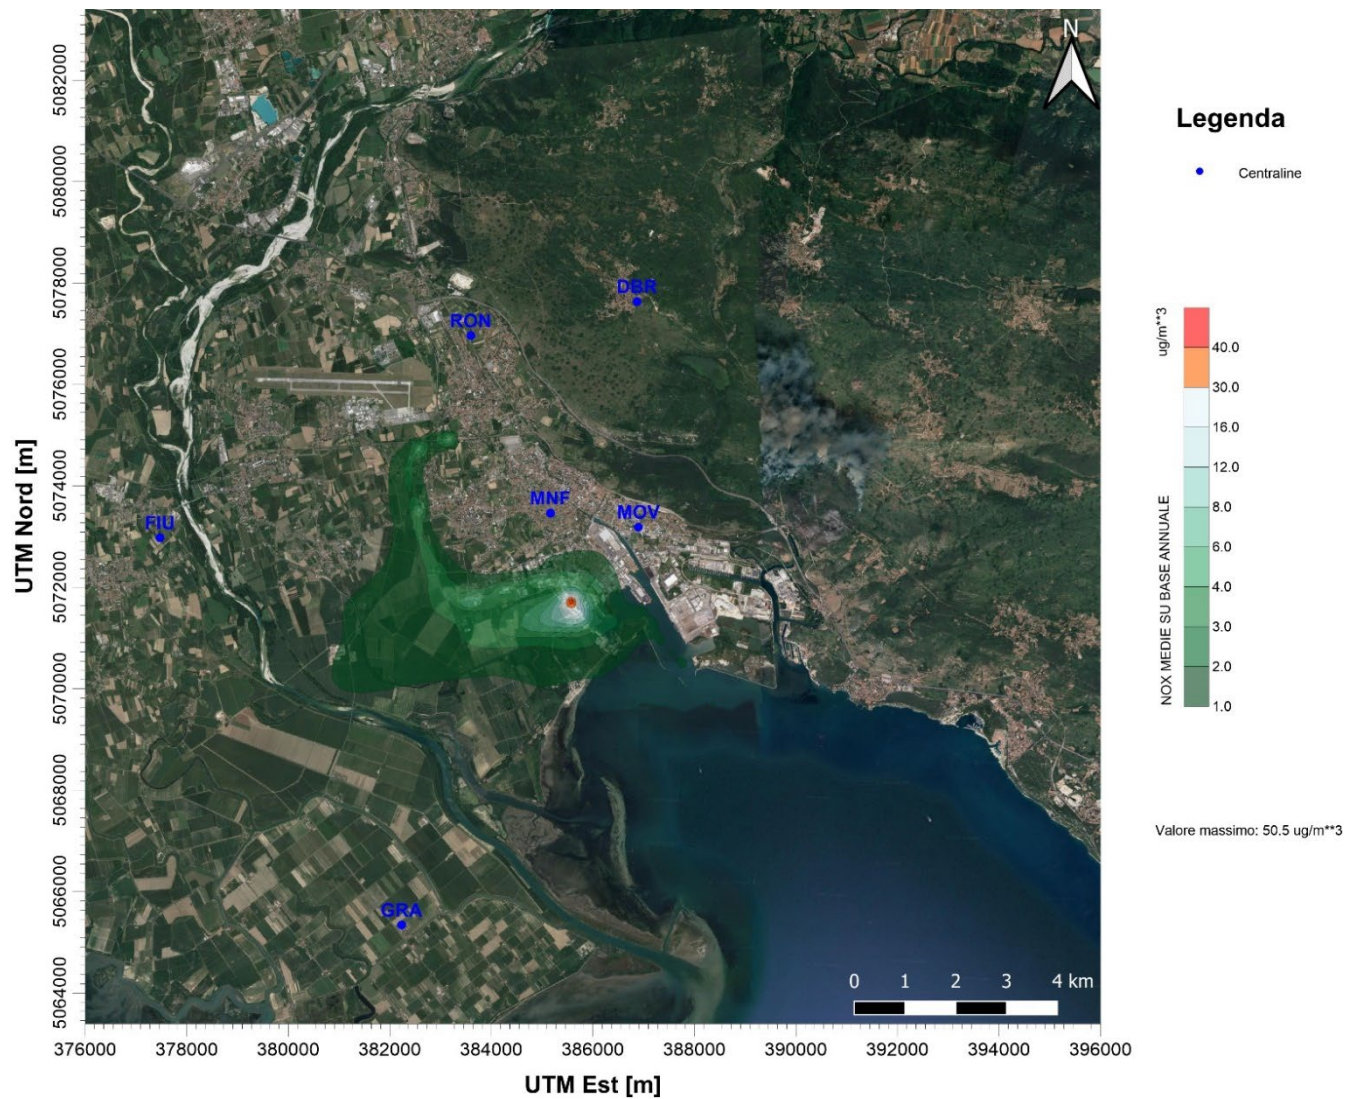 N
Legenda
Centraline
DBR
RON
MNF
MOV
FIU
GRA
UTM Nord [m]
5082000
5080000
5078000
5076000
5074000
5072000
5070000
5068000
5066000
5064000
376000 378000 380000 382000 384000 386000 388000 390000 392000 394000 396000
UTM Est [m]
0 1 2 3 4 km
ug/m**3
NOX MEDIE SU BASE ANNUALE
40.0
30.0
16.0
12.0
8.0
6.0
4.0
3.0
2.0
1.0
Valore massimo: 50.5 ug/m**3